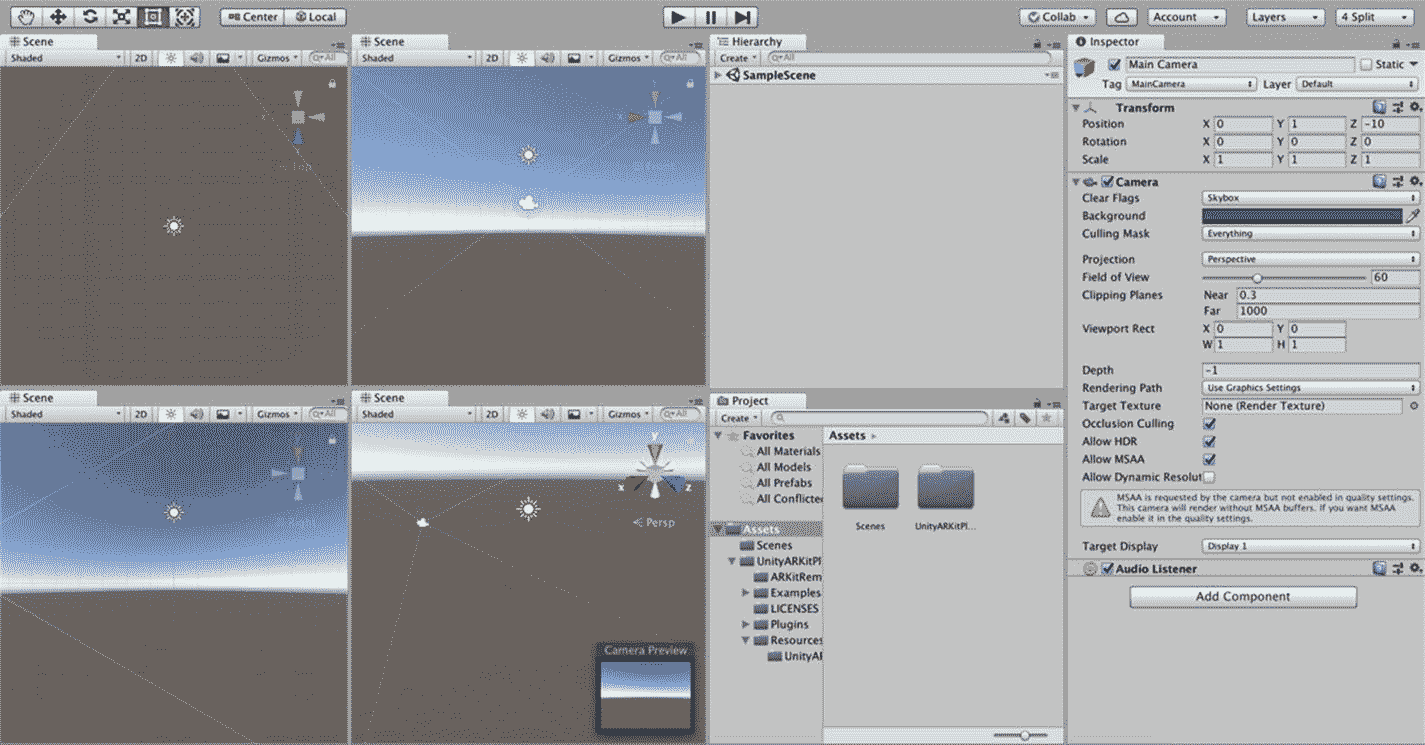 Center Local Collab Account Layers 4 Split
Scene
Shaded 2D Gizmos All
Scene
Shaded 2D Gizmos All
x
Scene
Shaded 2D Gizmos All
Scene
Shaded 2D Gizmos All
y
x z
Persp
Camera Preview
Hierarchy
Create All
SampleScene
Project
Create
Favorites
All Materials
All Models
All Prefabs
All Conflicte
Assets
Scenes
UnityARKitPl
ARKitRem
Examples
LICENSES
Plugins
Resources
UnityAR
Assets
Scenes UnityARKitPl...
Inspector
Main Camera Static
Tag MainCamera Layer Default
Transform
Position X 0 Y 1 Z -10
Rotation X 0 Y 0 Z 0
Scale X 1 Y 1 Z 1
Camera
Clear Flags Skybox
Background
Culling Mask Everything
Projection Perspective
Field of View 60
Clipping Planes Near 0.3
Far 1000
Viewport Rect X 0 Y 0
W 1 H 1
Depth -1
Rendering Path Use Graphics Settings
Target Texture None (Render Texture)
Occlusion Culling
Allow HDR
Allow MSAA
Allow Dynamic Resolut
MSAA is requested by the camera but not enabled in quality settings.
This camera will render without MSAA buffers. If you want MSAA
enable it in the quality settings.
Target Display Display 1
Audio Listener
Add Component